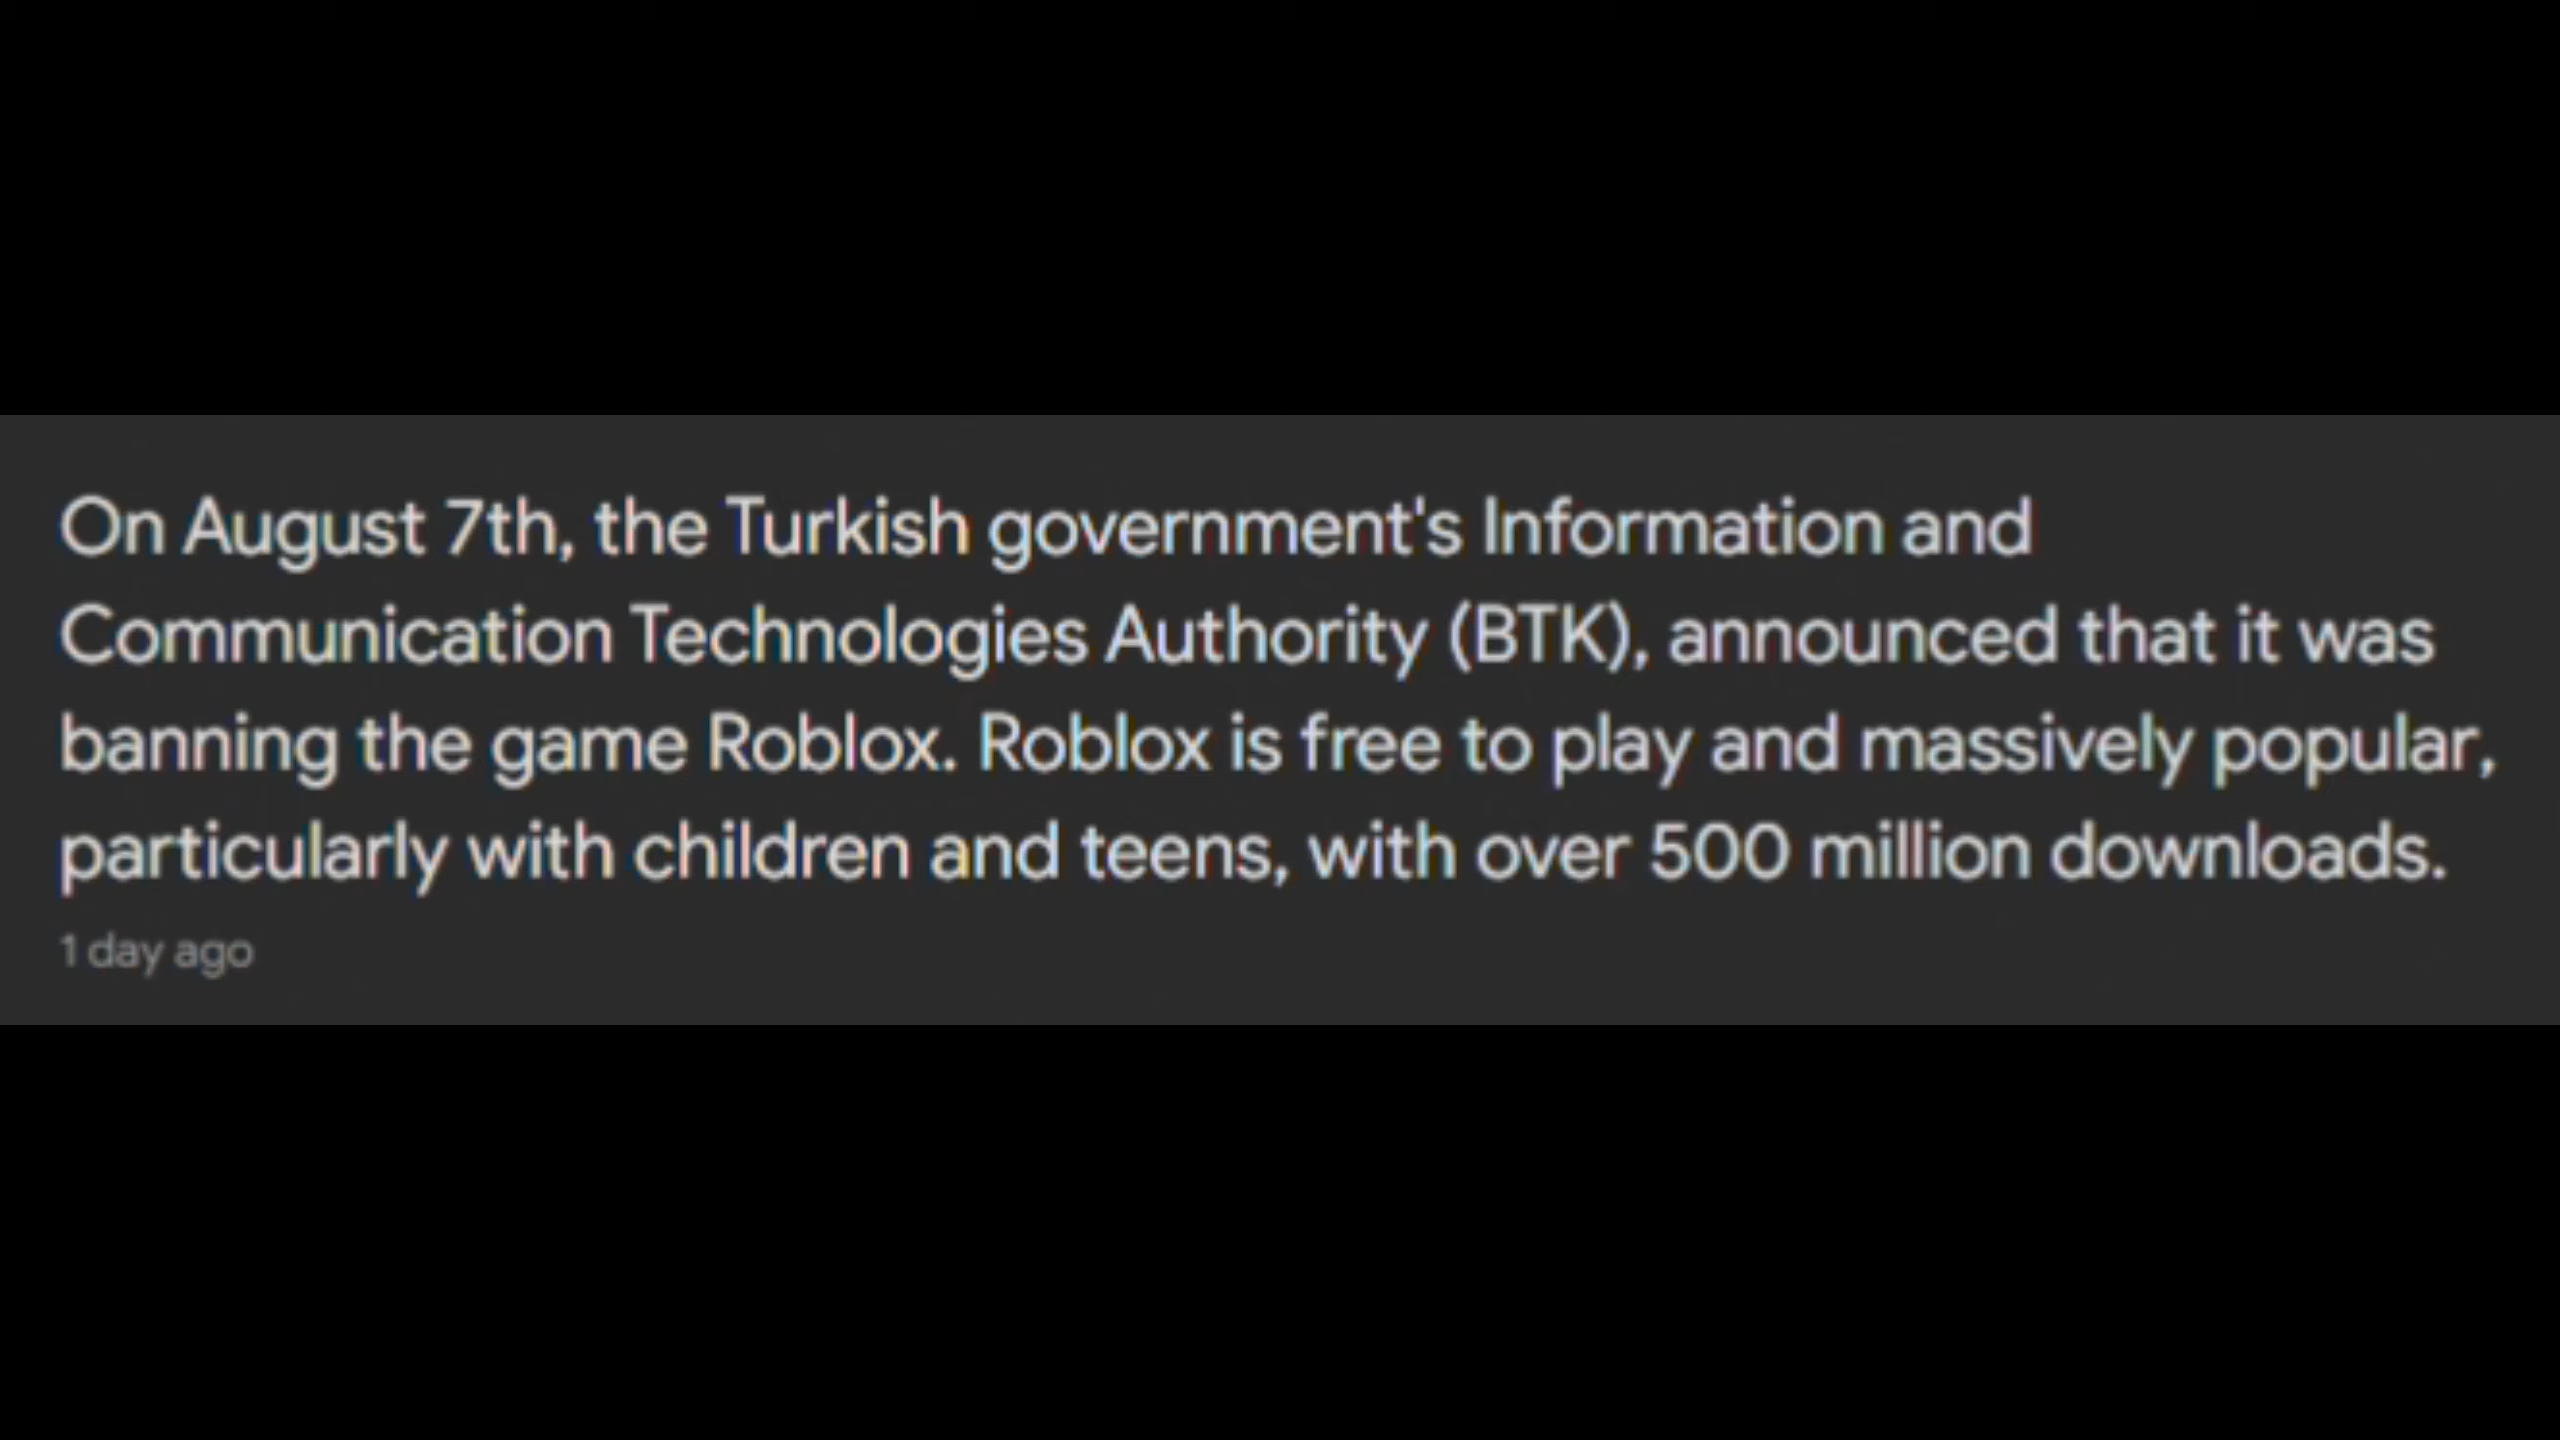 On August 7th, the Turkish government's Information and
Communication Technologies Authority (BTK), announced that it was
banning the game Roblox. Roblox is free to play and massively popular,
particularly with children and teens, with over 500 million downloads.
1 day ago